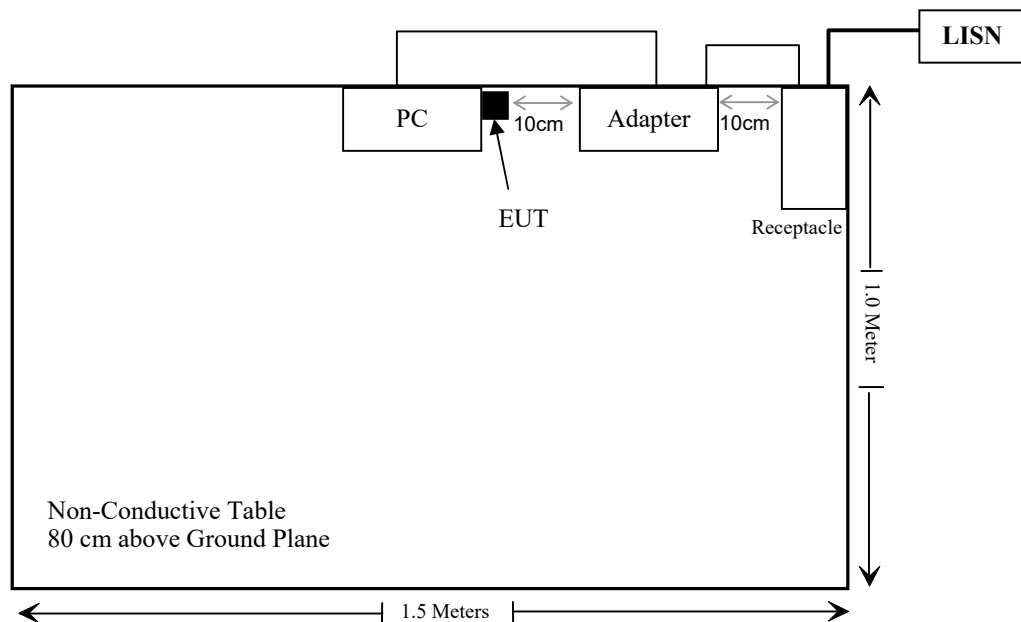 LISN
PC
10cm
Adapter
10cm
EUT
Receptacle
1.0 Meter
Non-Conductive Table
80 cm above Ground Plane
1.5 Meters